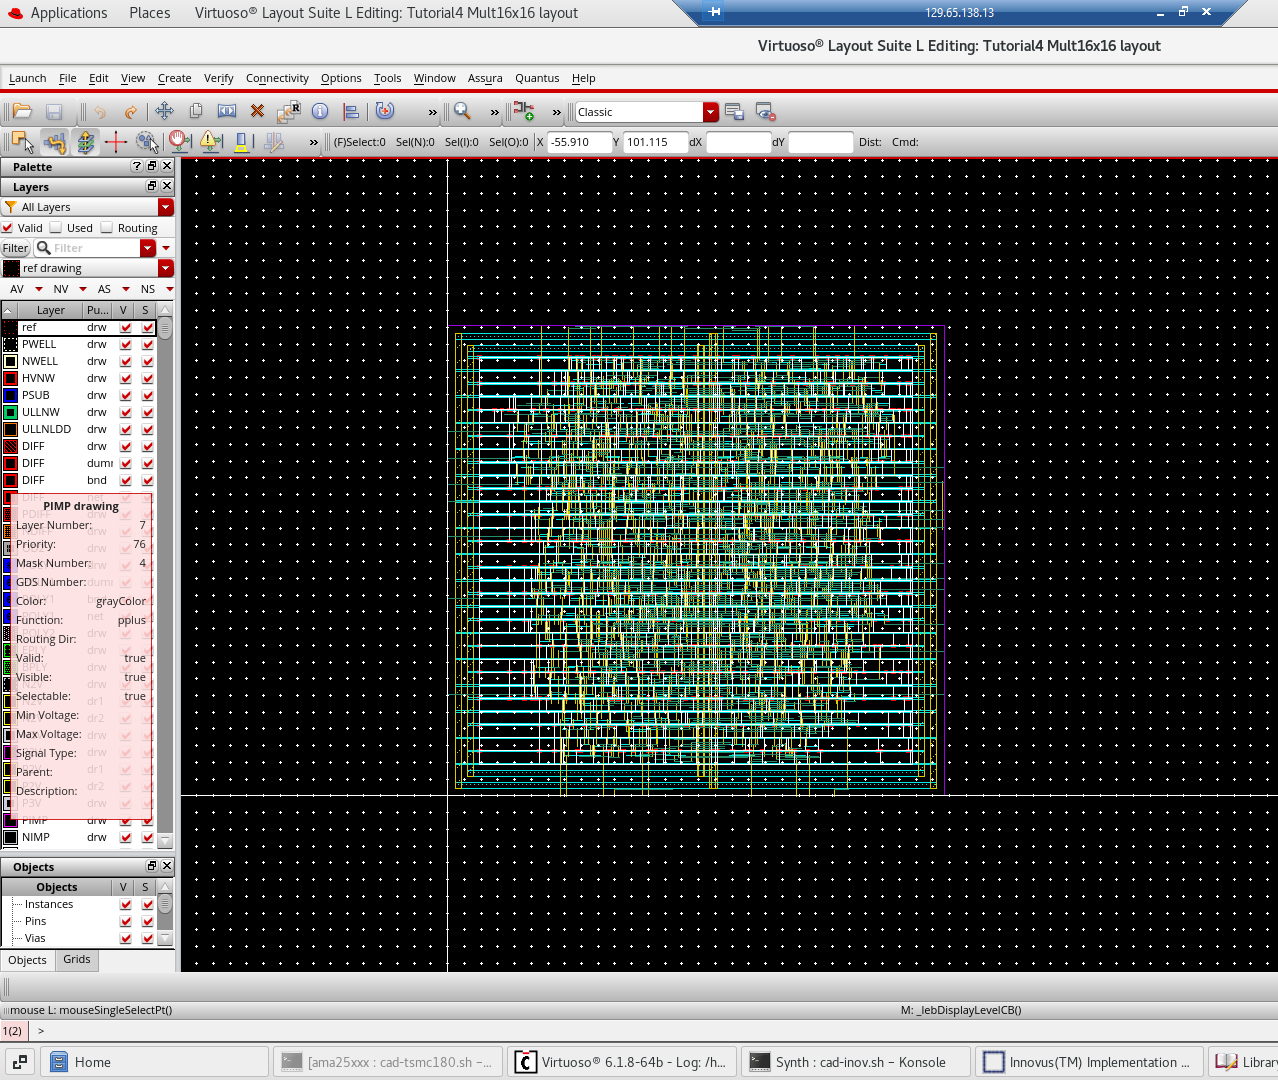 Applications Places Virtuoso® Layout Suite L Editing: Tutorial4 Mult16x16 layout 129.65.138.13
Virtuoso® Layout Suite L Editing: Tutorial4 Mult16x16 layout
Launch File Edit View Create Verify Connectivity Options Tools Window Assura Quantus Help
» » » Classic
» (F)Select:0 Sel(N):0 Sel(I):0 Sel(O):0 X -55.910 Y 101.115 dX dY Dist: Cmd:
Palette
Layers
All Layers
Valid Used Routing
Filter Filter
ref drawing
AV NV AS NS
Layer Pu... V S
ref drw
PWELL drw
NWELL drw
HVNW drw
PSUB drw
ULLNW drw
ULLNLDD drw
DIFF drw
DIFF dumr
DIFF bnd
PIMP drawing
Layer Number: 7
Priority: 76
Mask Number: 4
GDS Number:
Color: grayColor
Function: pplus
Routing Dir:
Valid: true
Visible: true
Selectable: true
Min Voltage:
Max Voltage:
Signal Type:
Parent:
Description:
P3V drw
PIMP drw
NIMP drw
Objects
Objects V S
Instances
Pins
Vias
Objects Grids
mouse L: mouseSingleSelectPt() M: _lebDisplayLevelCB()
1(2) >
Home [ama25xxx : cad-tsmc180.sh –... Virtuoso® 6.1.8-64b - Log: /h... Synth : cad-inov.sh – Konsole Innovus(TM) Implementation ... Librar